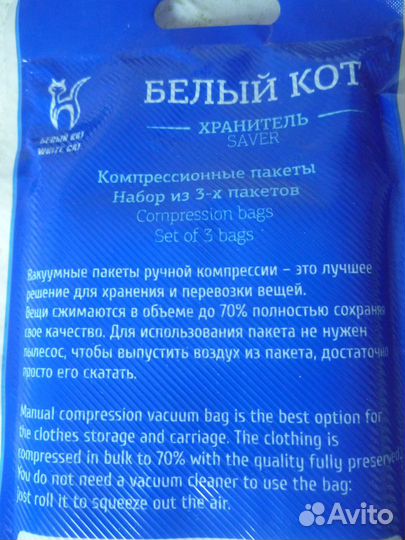 БЕЛЫЙ КОТ
БЕЛЫЙ КОТ
WHITE CAT
ХРАНИТЕЛЬ
SAVER
Компрессионные пакеты
Набор из 3-х пакетов
Compression bags
Set of 3 bags
Вакуумные пакеты ручной компрессии – это лучшее
решение для хранения и перевозки вещей.
Вещи сжимаются в объеме до 70% полностью сохраня
свое качество. Для использования пакета не нужен
пылесос, чтобы выпустить воздух из пакета, достаточно
просто его скатать.
Manual compression vacuum bag is the best option for
the clothes storage and carriage. The clothing is
compressed in bulk to 70% with the quality fully preserved.
You do not need a vacuum cleaner to use the bag:
just roll it to squeeze out the air.
Avito